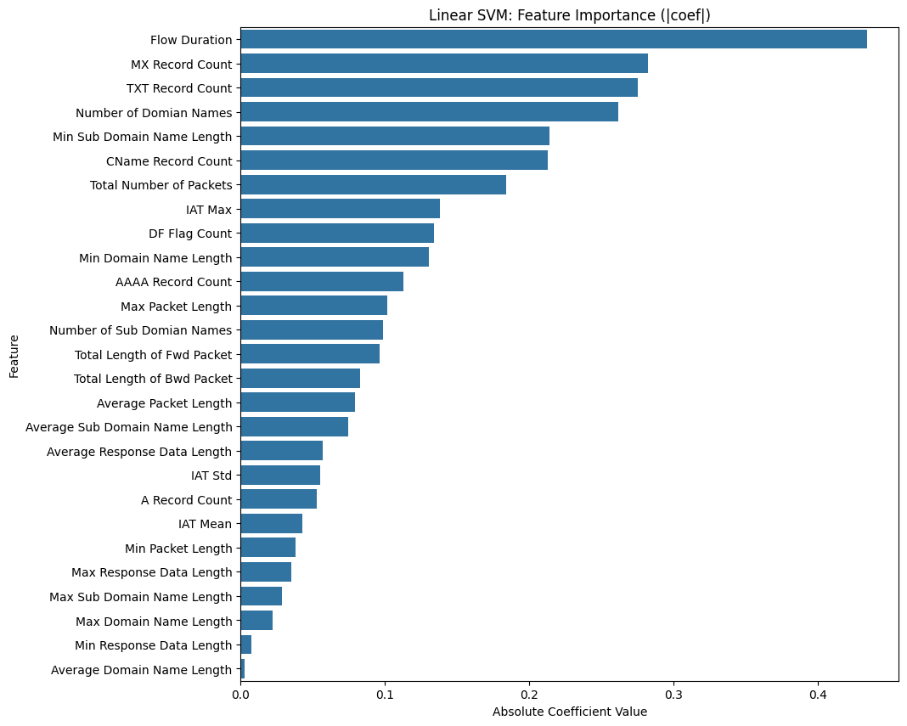 Linear SVM: Feature Importance (|coef|)
Flow Duration
MX Record Count
TXT Record Count
Number of Domian Names
Min Sub Domain Name Length
CName Record Count
Total Number of Packets
IAT Max
DF Flag Count
Min Domain Name Length
AAAA Record Count
Max Packet Length
Number of Sub Domian Names
Total Length of Fwd Packet
Total Length of Bwd Packet
Average Packet Length
Average Sub Domain Name Length
Average Response Data Length
IAT Std
A Record Count
IAT Mean
Min Packet Length
Max Response Data Length
Max Sub Domain Name Length
Max Domain Name Length
Min Response Data Length
Average Domain Name Length
Feature
0.0 0.1 0.2 0.3 0.4
Absolute Coefficient Value